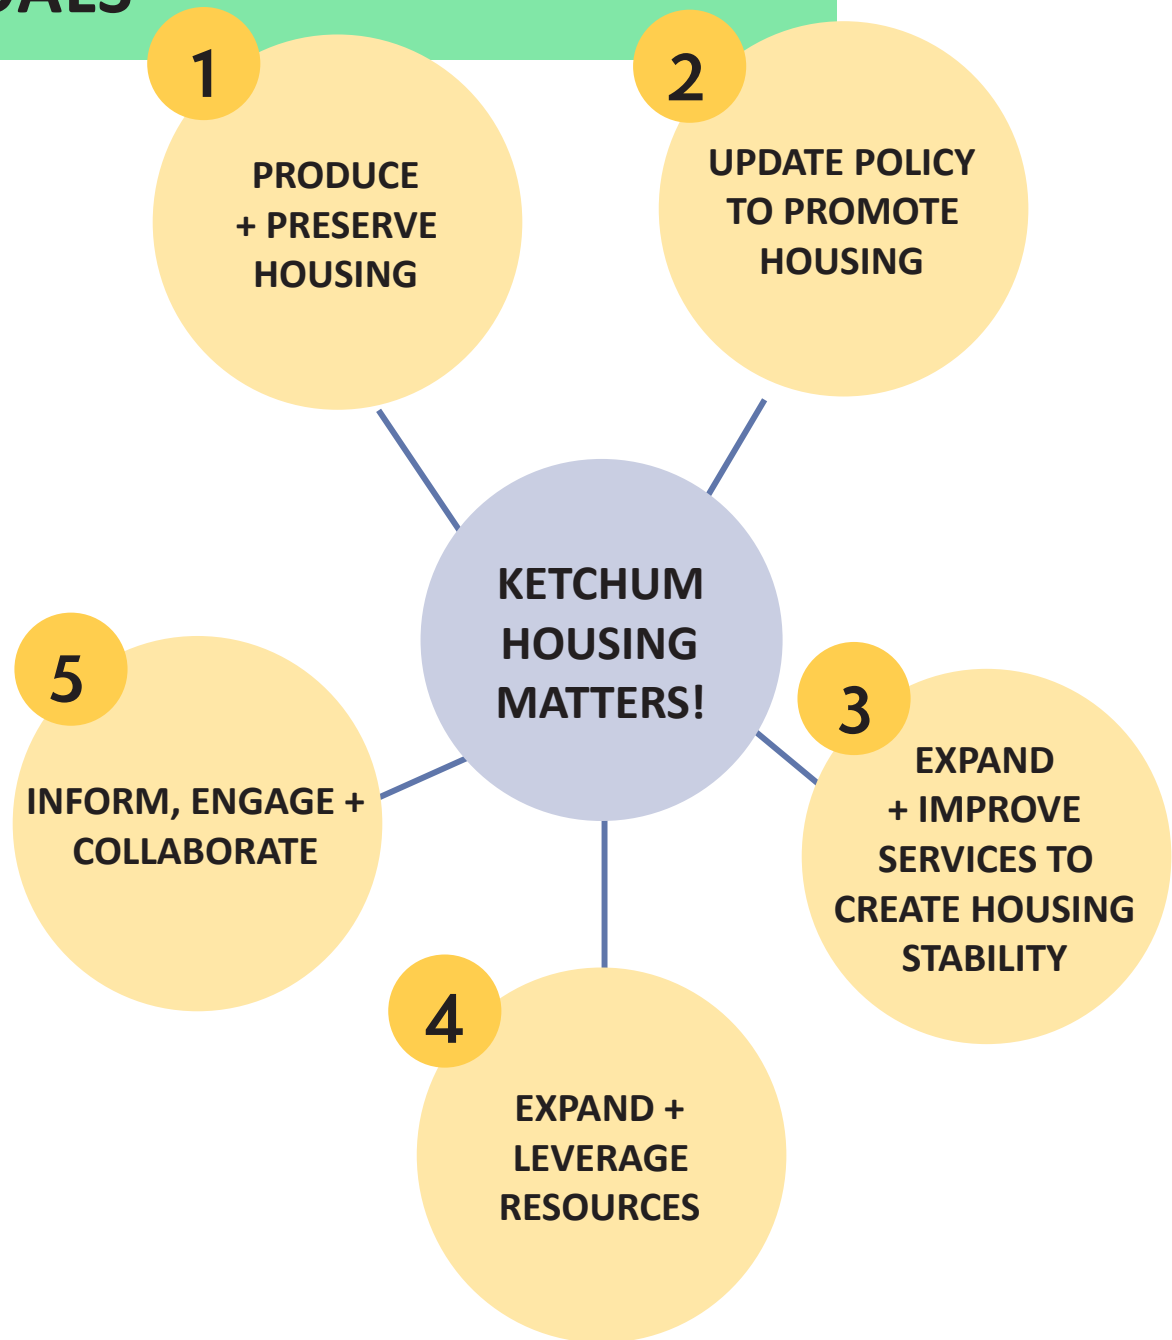 1
PRODUCE
+ PRESERVE
HOUSING
2
UPDATE POLICY
TO PROMOTE
HOUSING
KETCHUM
HOUSING
MATTERS!
3
EXPAND
+ IMPROVE
SERVICES TO
CREATE HOUSING
STABILITY
4
EXPAND +
LEVERAGE
RESOURCES
5
INFORM, ENGAGE +
COLLABORATE